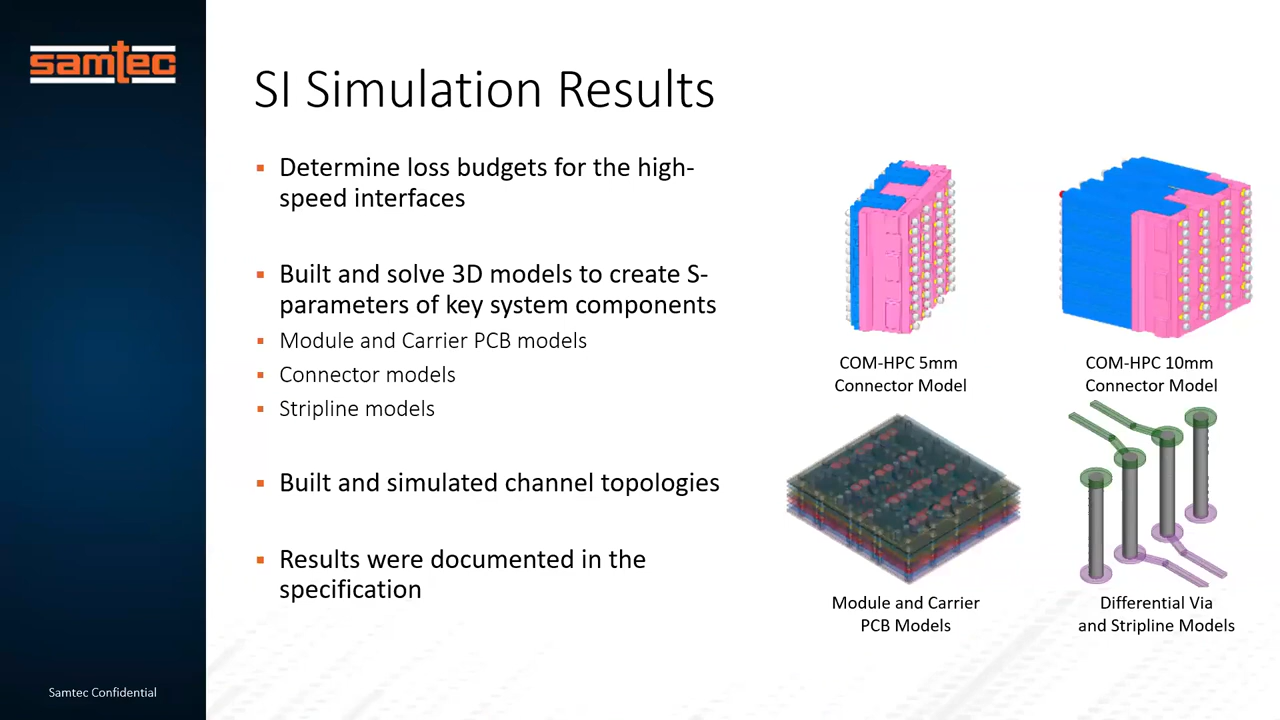 samtec
SI Simulation Results
Determine loss budgets for the high-
speed interfaces
Built and solve 3D models to create S-
parameters of key system components
Module and Carrier PCB models
Connector models
Stripline models
Built and simulated channel topologies
Results were documented in the
specification
COM-HPC 5mm
Connector Model
COM-HPC 10mm
Connector Model
Module and Carrier
PCB Models
Differential Via
and Stripline Models
Samtec Confidential